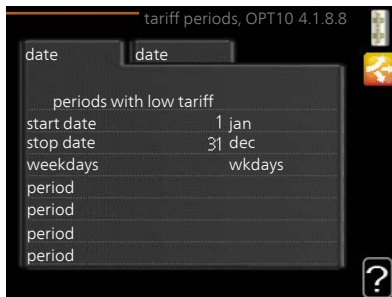 tariff periods, OPT10 4.1.8.8
date date
periods with low tariff
start date 1 jan
stop date 31 dec
weekdays wkdays
period
period
period
period
?